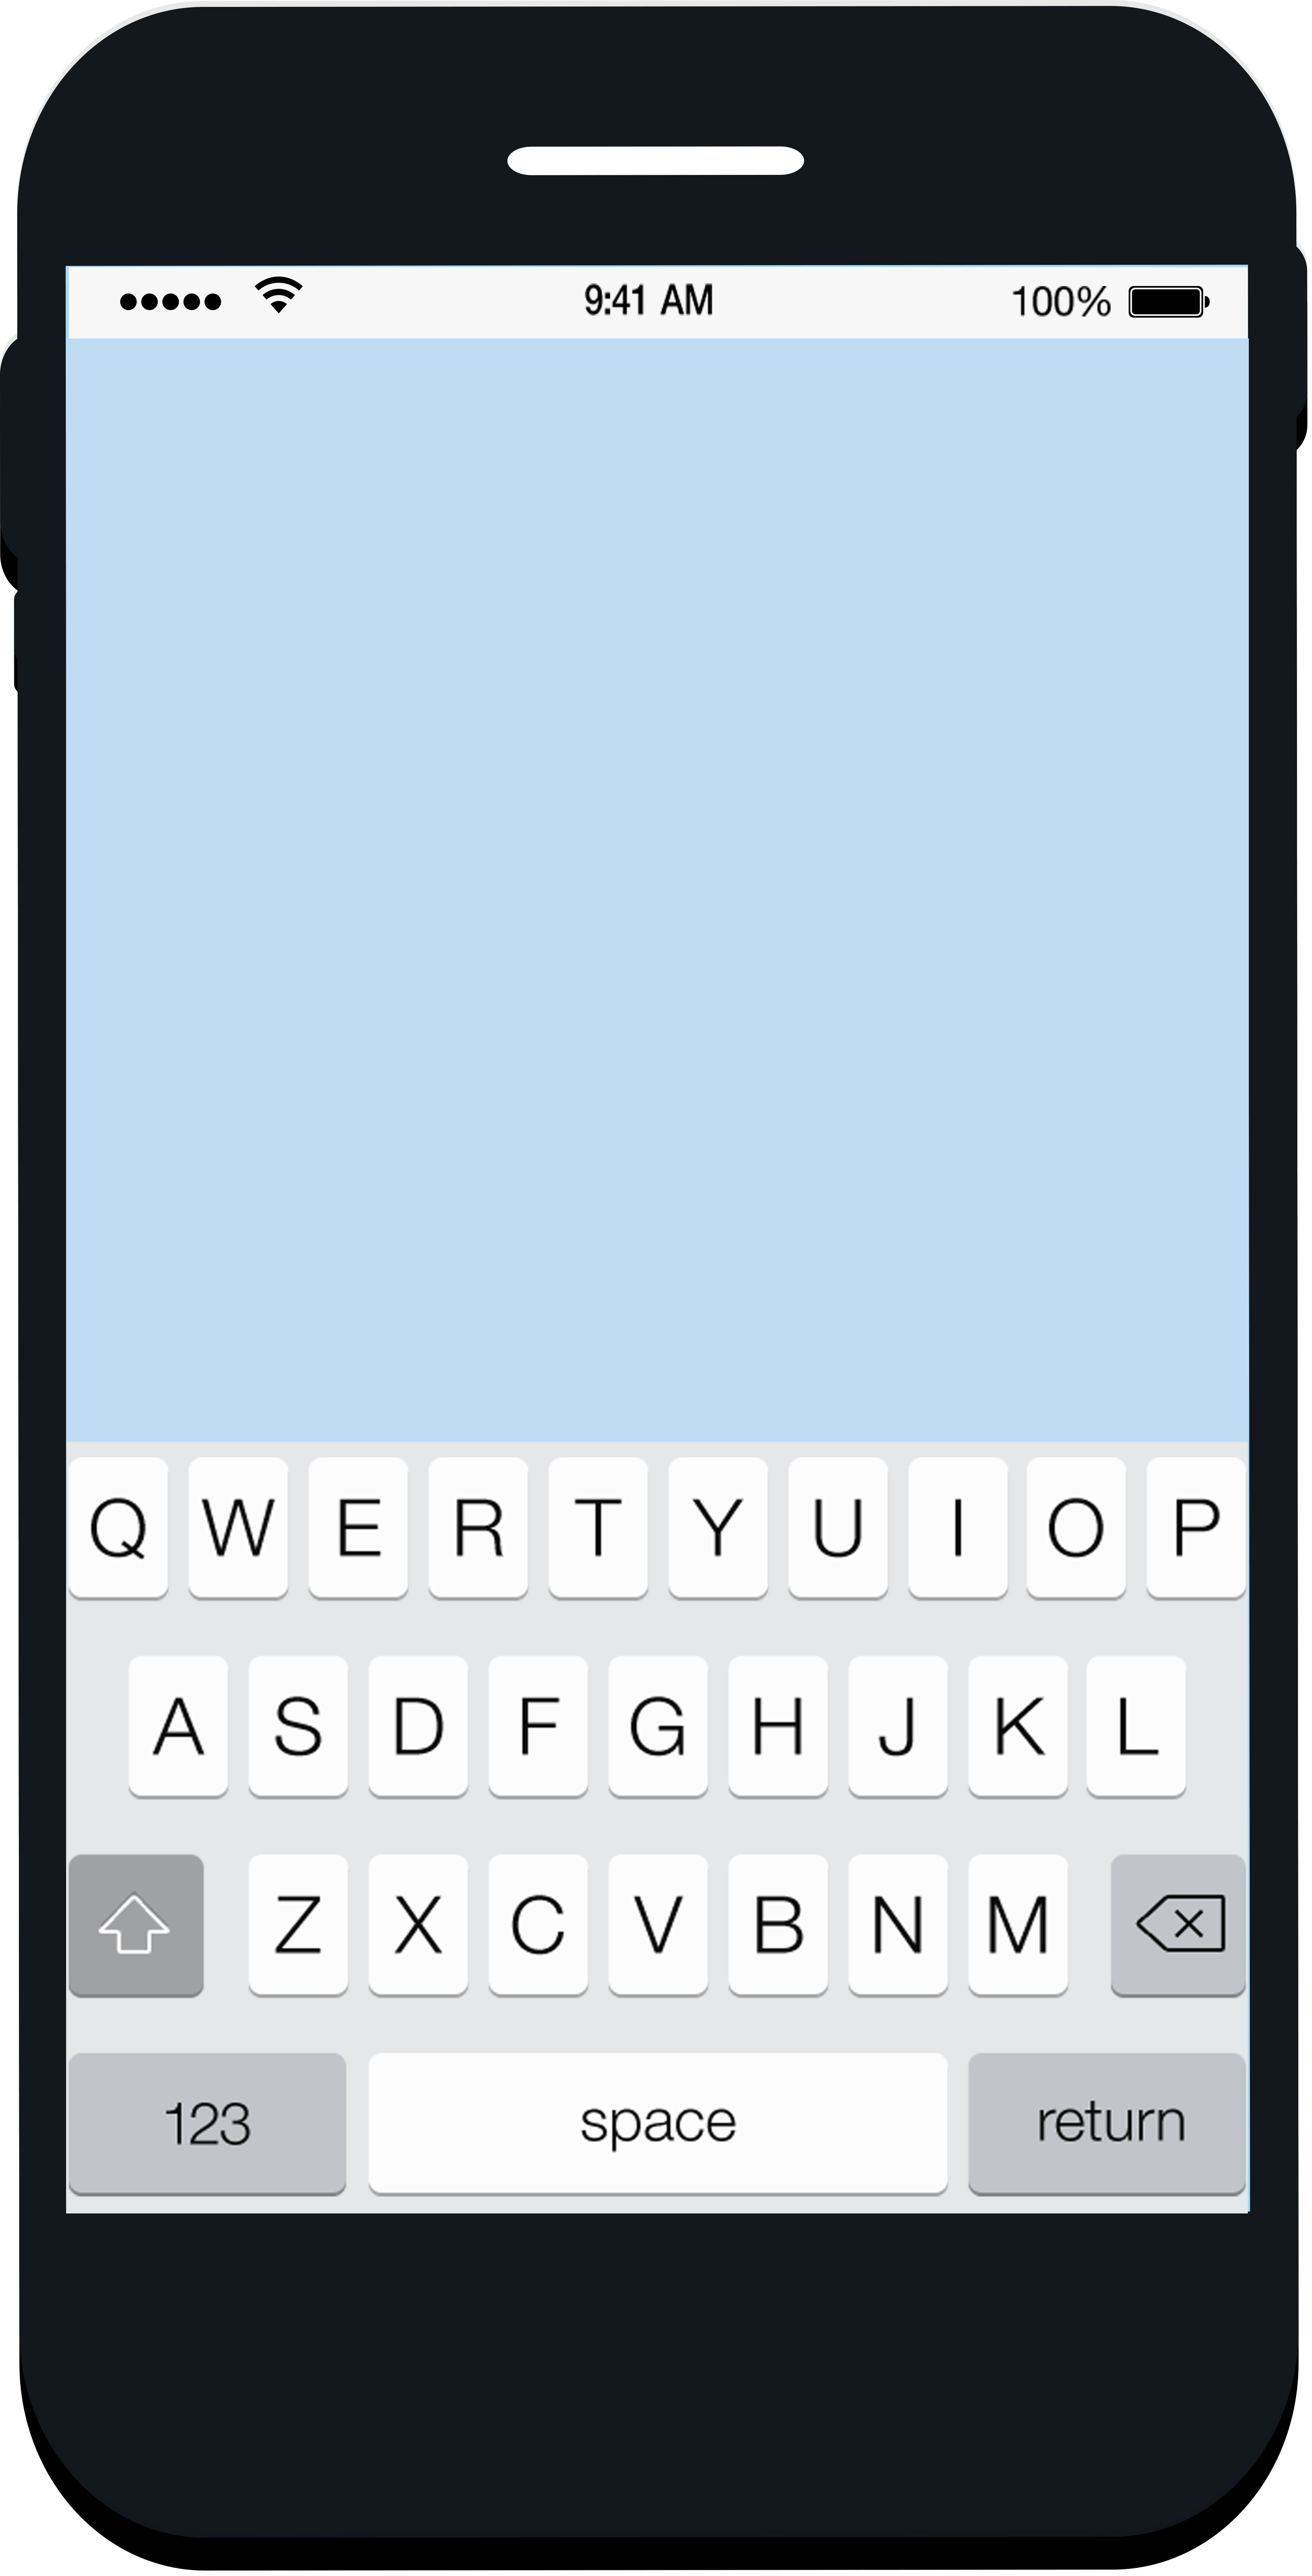 9:41 AM 100%
Q W E R T Y U I O P
A S D F G H J K L
Z X C V B N M
123 space return